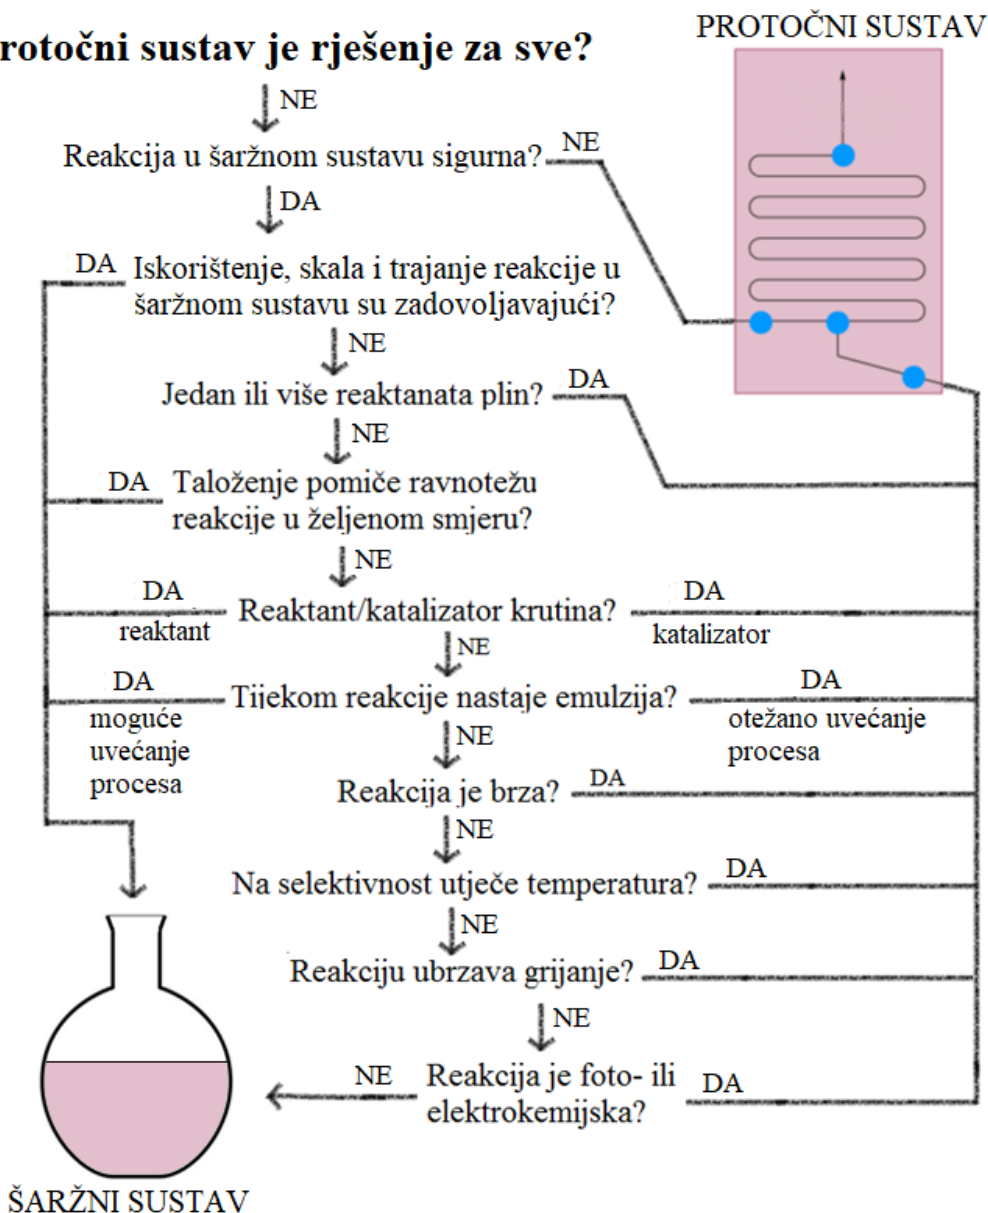 PROTOČNI SUSTAV
rotočni sustav je rješenje za sve?
NE
Reakcija u šaržnom sustavu sigurna?
NE
DA
DA
Iskorištenje, skala i trajanje reakcije u
šaržnom sustavu su zadovoljavajući?
NE
Jedan ili više reaktanata plin?
DA
NE
DA
Taloženje pomiče ravnotežu
reakcije u željenom smjeru?
NE
DA
reaktant
Reaktant/katalizator krutina?
DA
katalizator
NE
DA
moguće
uvećanje
procesa
Tijekom reakcije nastaje emulzija?
DA
otežano uvećanje
procesa
NE
Reakcija je brza?
DA
NE
Na selektivnost utječe temperatura?
DA
NE
Reakciju ubrzava grijanje?
DA
NE
NE
Reakcija je foto- ili
elektrokemijska?
DA
ŠARŽNI SUSTAV